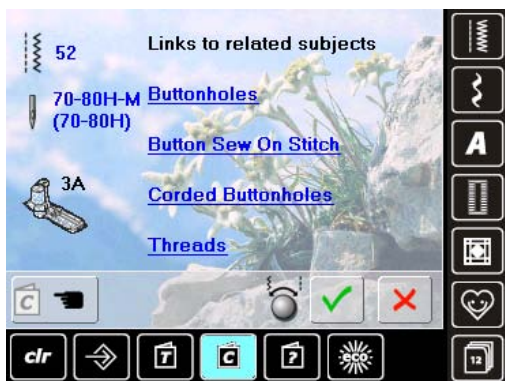 52
Links to related subjects
70-80H-M
(70-80H)
Buttonholes
Button Sew On Stitch
3A
Corded Buttonholes
Threads
C
clr
T
C
?
eco
A
12